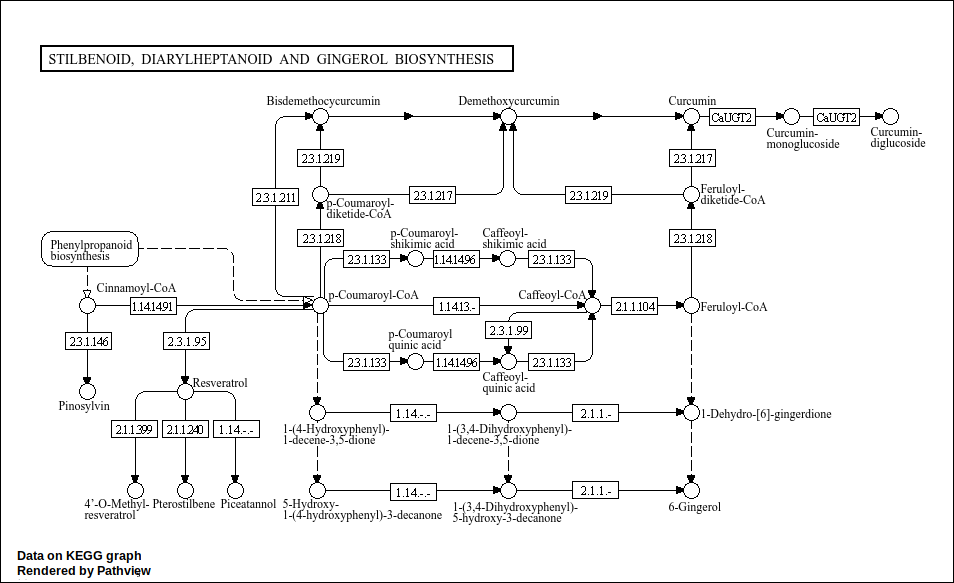 STILBENOID, DIARYLHEPTANOID AND GINGEROL BIOSYNTHESIS
Bisdemethocycurcumin
Demethoxycurcumin
Curcumin
CaUGT2
CaUGT2
Curcumin-
monoglucoside
Curcumin-
diglucoside
2.3.1.219
2.3.1.217
2.3.1.211
2.3.1.217
2.3.1.219
p-Coumaroyl-
diketide-CoA
Feruloyl-
diketide-CoA
2.3.1.218
2.3.1.218
p-Coumaroyl-
shikimic acid
Caffeoyl-
shikimic acid
Phenylpropanoid
biosynthesis
2.3.1.133
1.14.14.96
2.3.1.133
Cinnamoyl-CoA
p-Coumaroyl-CoA
Caffeoyl-CoA
1.14.14.91
1.14.13.-
2.1.1.104
Feruloyl-CoA
2.3.1.146
2.3.1.95
2.3.1.99
p-Coumaroyl
quinic acid
2.3.1.133
1.14.14.96
2.3.1.133
Caffeoyl-
quinic acid
Resveratrol
Pinosylvin
1.14.-.-
2.1.1.-
1-Dehydro-[6]-gingerdione
2.1.1.399
2.1.1.240
1.14.-.-
1-(4-Hydroxyphenyl)-
1-decene-3,5-dione
1-(3,4-Dihydroxyphenyl)-
1-decene-3,5-dione
1.14.-.-
2.1.1.-
4'-O-Methyl-
resveratrol
Pterostilbene
Piceatannol
5-Hydroxy-
1-(4-hydroxyphenyl)-3-decanone
1-(3,4-Dihydroxyphenyl)-
5-hydroxy-3-decanone
6-Gingerol
Data on KEGG graph
Rendered by Pathview